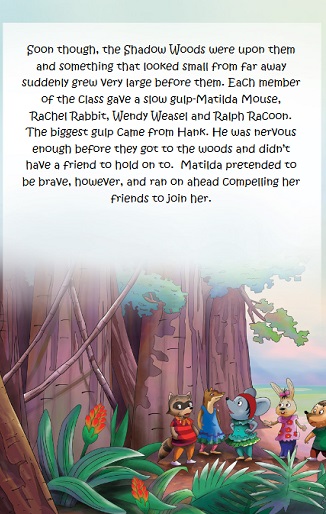 Soon though, the Shadow Woods were upon them
and something that looked small from far away
suddenly grew very large before them. Each member
of the Class gave a slow gulp-Matilda Mouse,
Rachel Rabbit, Wendy Weasel and Ralph Racoon.
The biggest gulp came from Hank. He was nervous
enough before they got to the woods and didn't
have a friend to hold on to. Matilda pretended to
be brave, however, and ran on ahead compelling her
friends to join her.